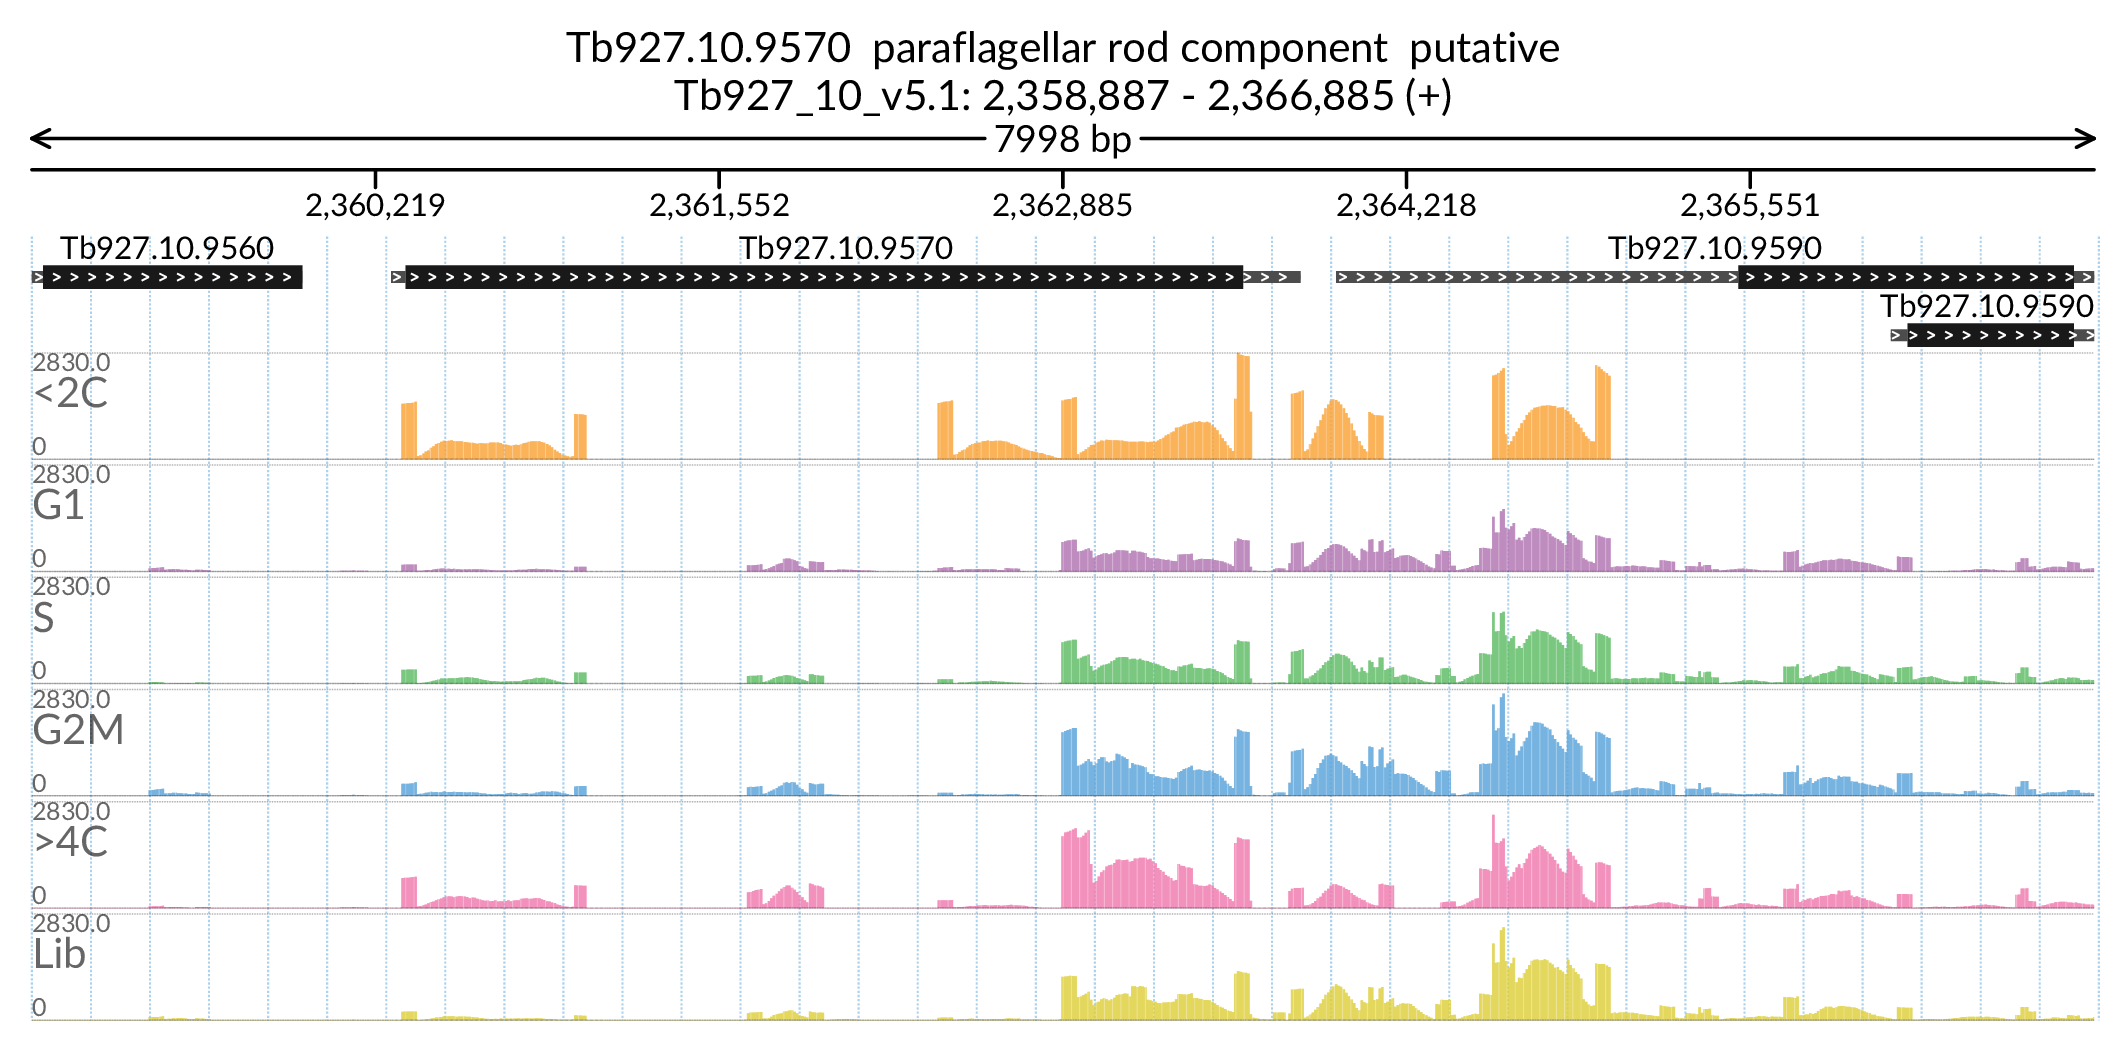 Tb927.10.9570  paraflagellar rod component  putative
Tb927_10_v5.1: 2,358,887 - 2,366,885 (+)
7998 bp
2,360,219 2,361,552 2,362,885 2,364,218 2,365,551
Tb927.10.9560 Tb927.10.9570 Tb927.10.9590
Tb927.10.9590
2830.0
<2C
0
2830.0
G1
0
2830.0
S
0
2830.0
G2M
0
2830.0
>4C
0
2830.0
Lib
0